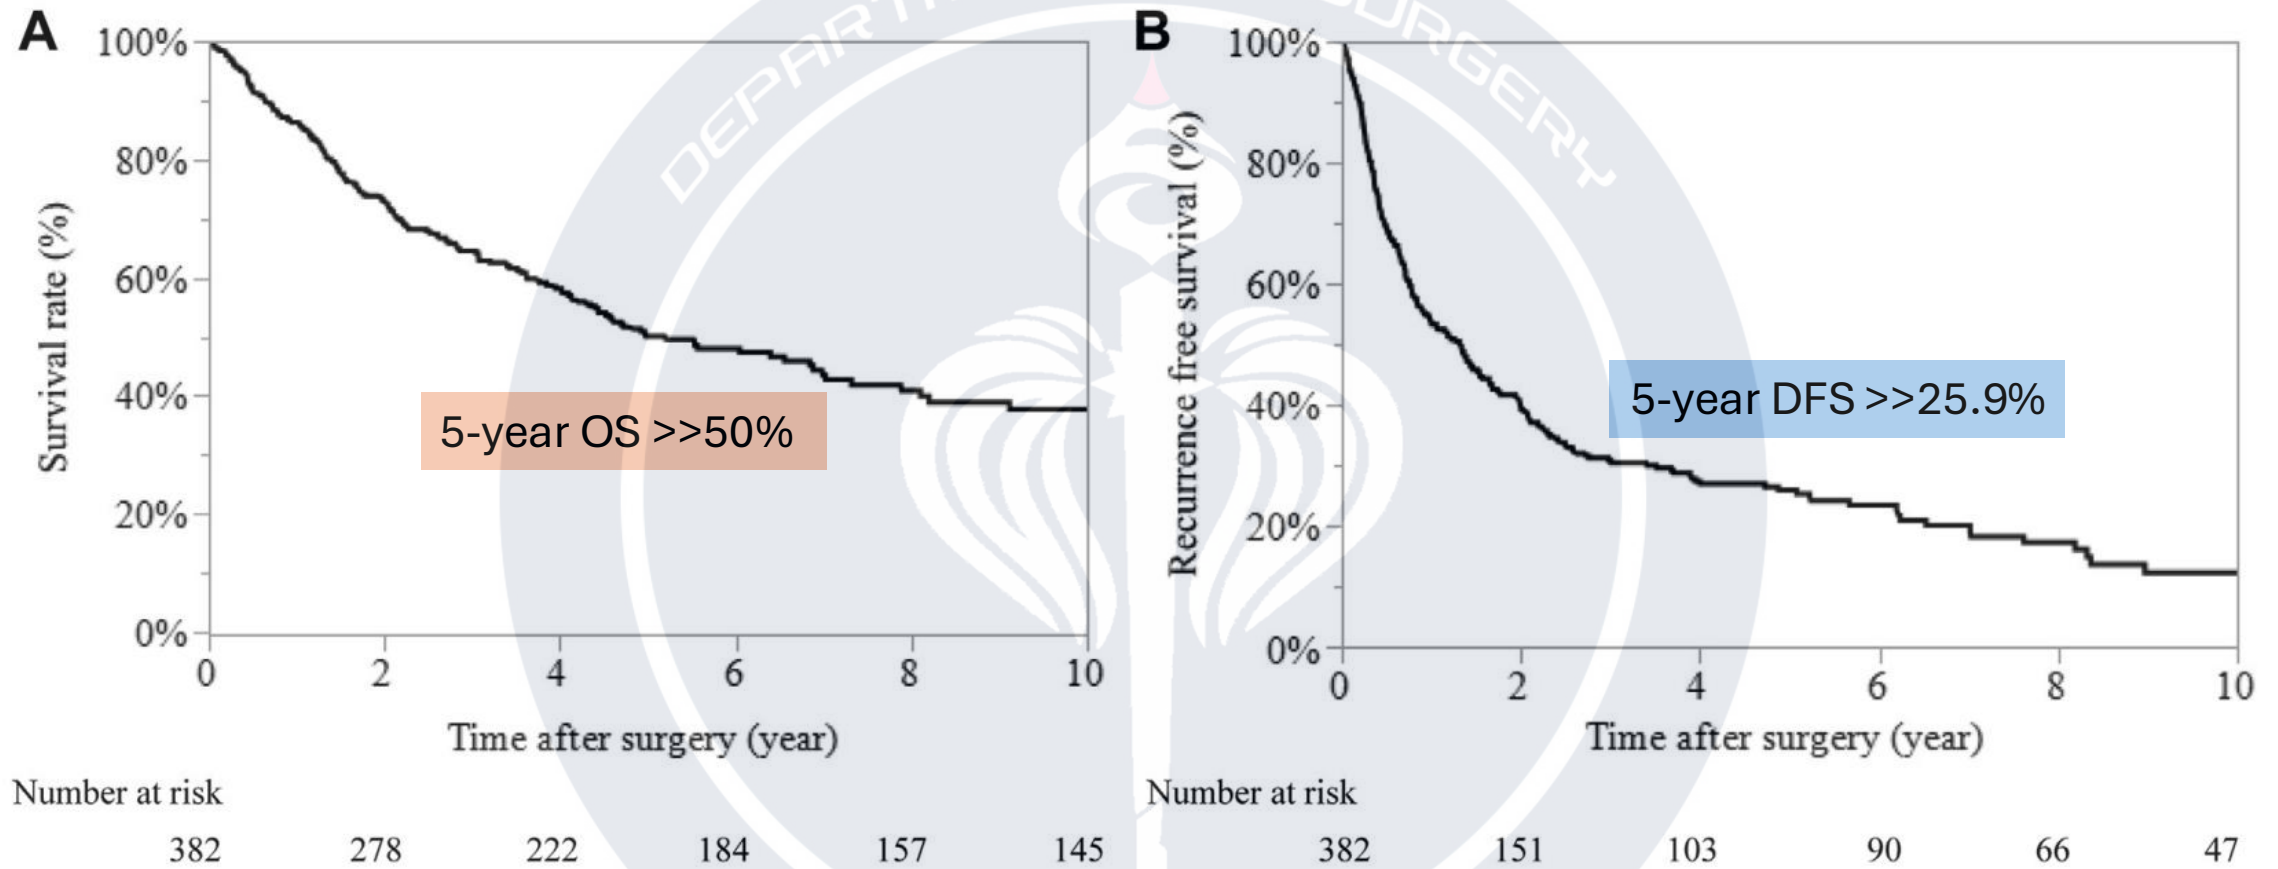 A
Survival rate (%)
100%
80%
60%
40%
20%
0%
5-year OS >>50%
0 2 4 6 8 10
Time after surgery (year)
Number at risk
382 278 222 184 157 145
B
Recurrence free survival (%)
100%
80%
60%
40%
20%
0%
5-year DFS >>25.9%
0 2 4 6 8 10
Time after surgery (year)
Number at risk
382 151 103 90 66 47
URGERY